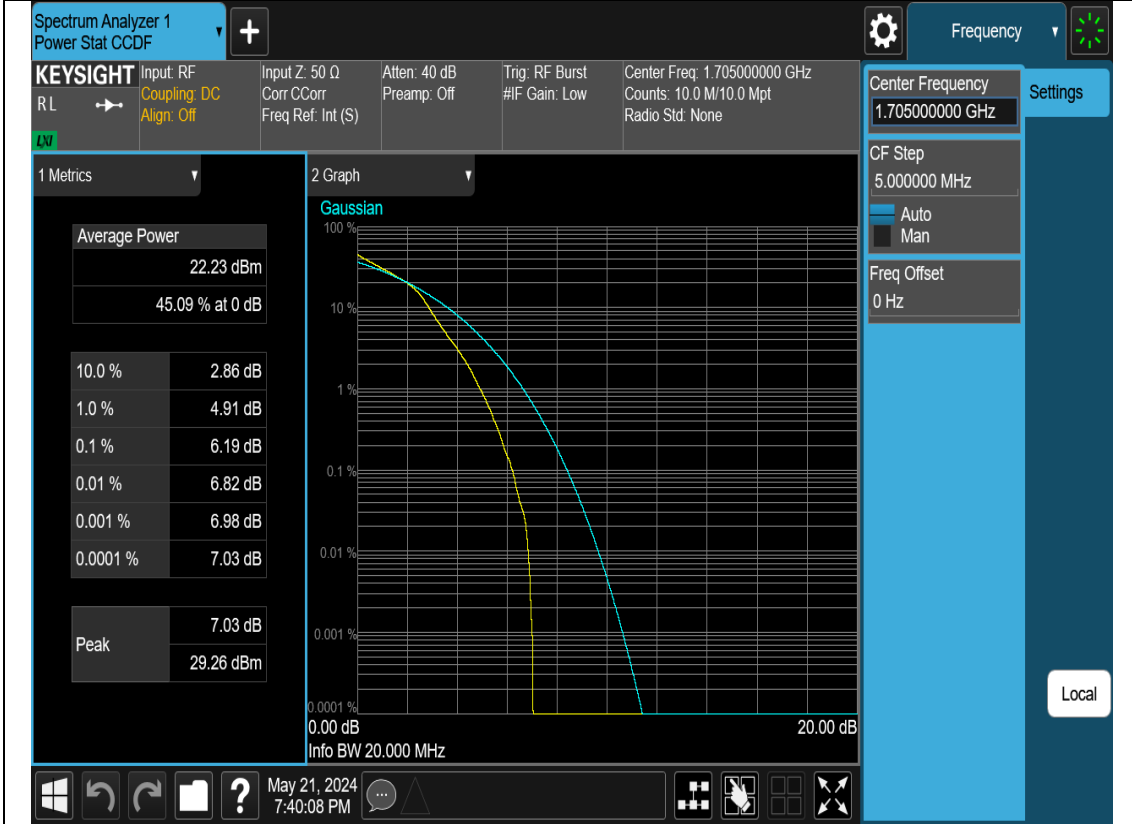 Spectrum Analyzer 1
Power Stat CCDF
+
Frequency
KEYSIGHT
RL
LXI
Input: RF
Coupling: DC
Align: Off
Input Z: 50 Ω
Corr CCorr
Freq Ref: Int (S)
Atten: 40 dB
Preamp: Off
Trig: RF Burst
#IF Gain: Low
Center Freq: 1.705000000 GHz
Counts: 10.0 M/10.0 Mpt
Radio Std: None
Center Frequency
1.705000000 GHz
Settings
CF Step
5.000000 MHz
Auto
Man
Freq Offset
0 Hz
1 Metrics
Average Power
22.23 dBm
45.09 % at 0 dB
10.0 % 2.86 dB
1.0 % 4.91 dB
0.1 % 6.19 dB
0.01 % 6.82 dB
0.001 % 6.98 dB
0.0001 % 7.03 dB
Peak
7.03 dB
29.26 dBm
2 Graph
Gaussian
100 %
10 %
1 %
0.1 %
0.01 %
0.001 %
0.0001 %
0.00 dB 20.00 dB
Info BW 20.000 MHz
Local
?
May 21, 2024
7:40:08 PM